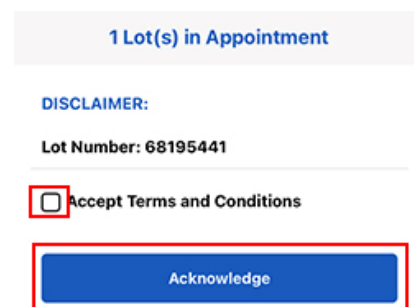 1 Lot(s) in Appointment
DISCLAIMER:
Lot Number: 68195441
Accept Terms and Conditions
Acknowledge